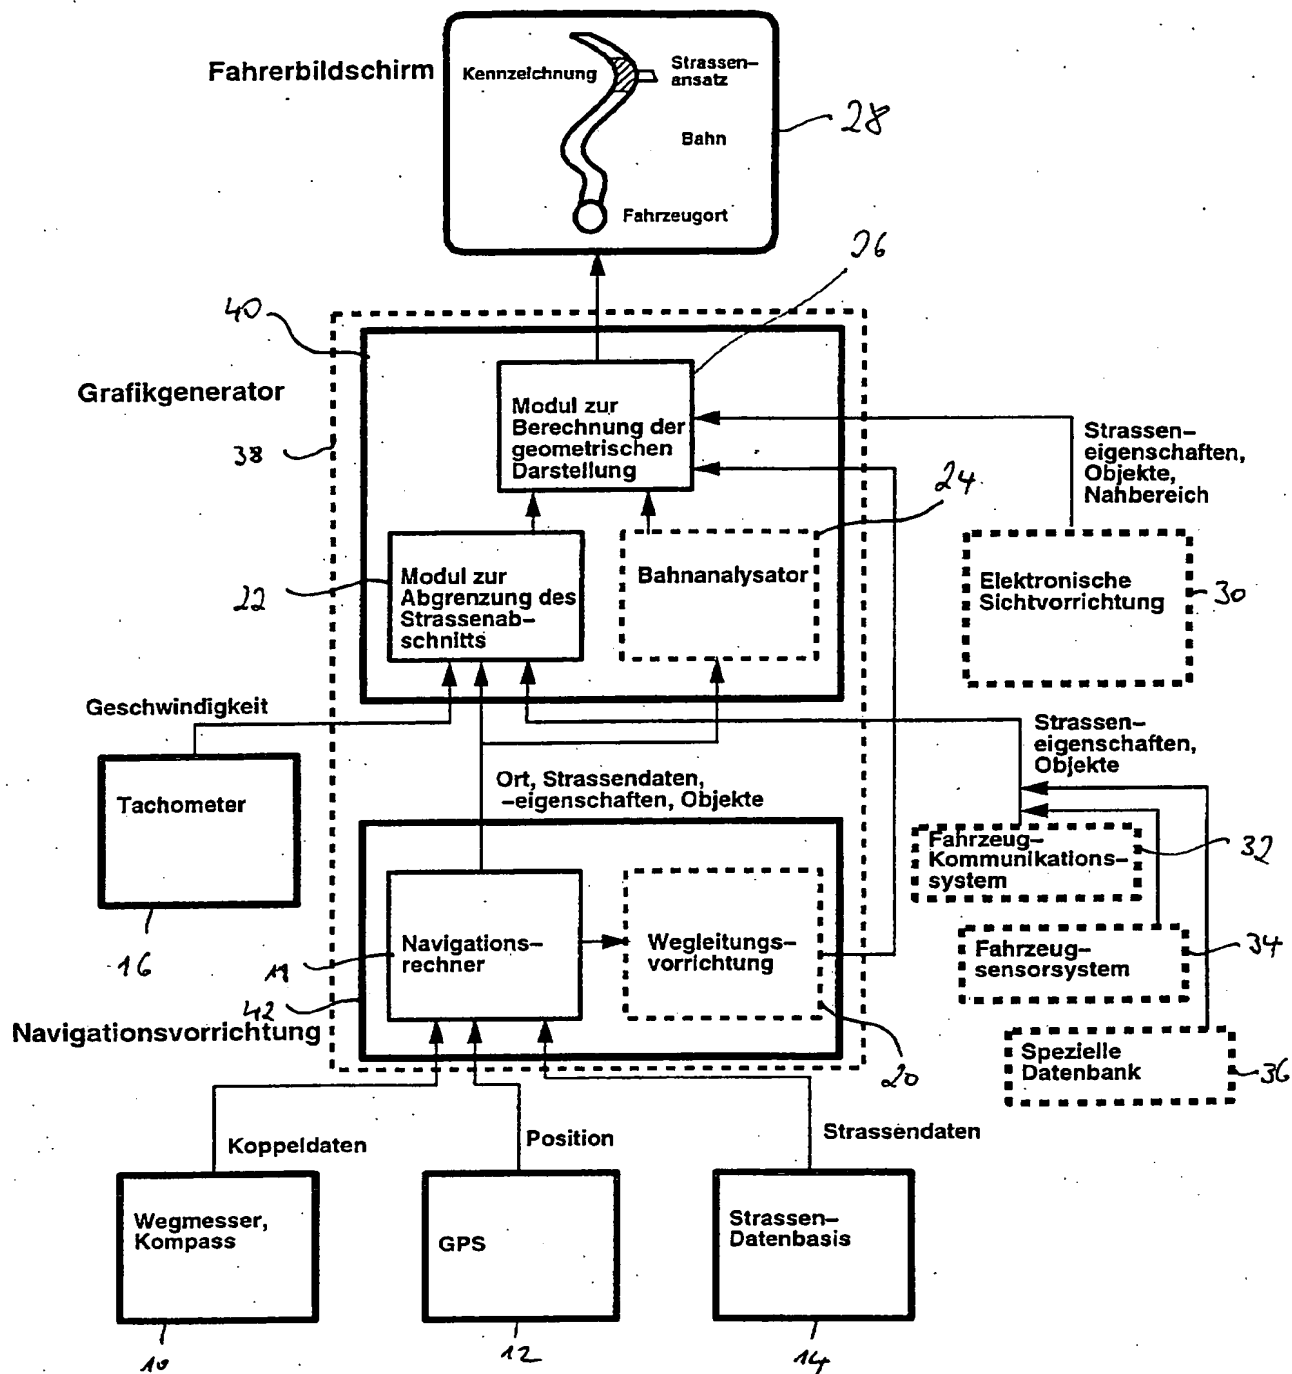 Fahrerbildschirm
Kennzeichnung
Strassen-
ansatz
Bahn
Fahrzeugort
28
26
40
Grafikgenerator
38
Modul zur
Berechnung der
geometrischen
Darstellung
Strassen-
eigenschaften,
Objekte,
Nahbereich
24
22
Modul zur
Abgrenzung des
Strassenab-
schnitts
Bahnanalysator
Elektronische
Sichtvorrichtung
30
Geschwindigkeit
Strassen-
eigenschaften,
Objekte
Tachometer
16
Ort, Strassendaten,
-eigenschaften, Objekte
Fahrzeug-
Kommunikations-
system
32
Navigations-
rechner
18
42
Wegleitungs-
vorrichtung
Fahrzeug-
sensorsystem
34
Navigationsvorrichtung
20
Spezielle
Datenbank
36
Koppeldaten
Position
Strassendaten
Wegmesser,
Kompass
GPS
Strassen-
Datenbasis
10
12
14